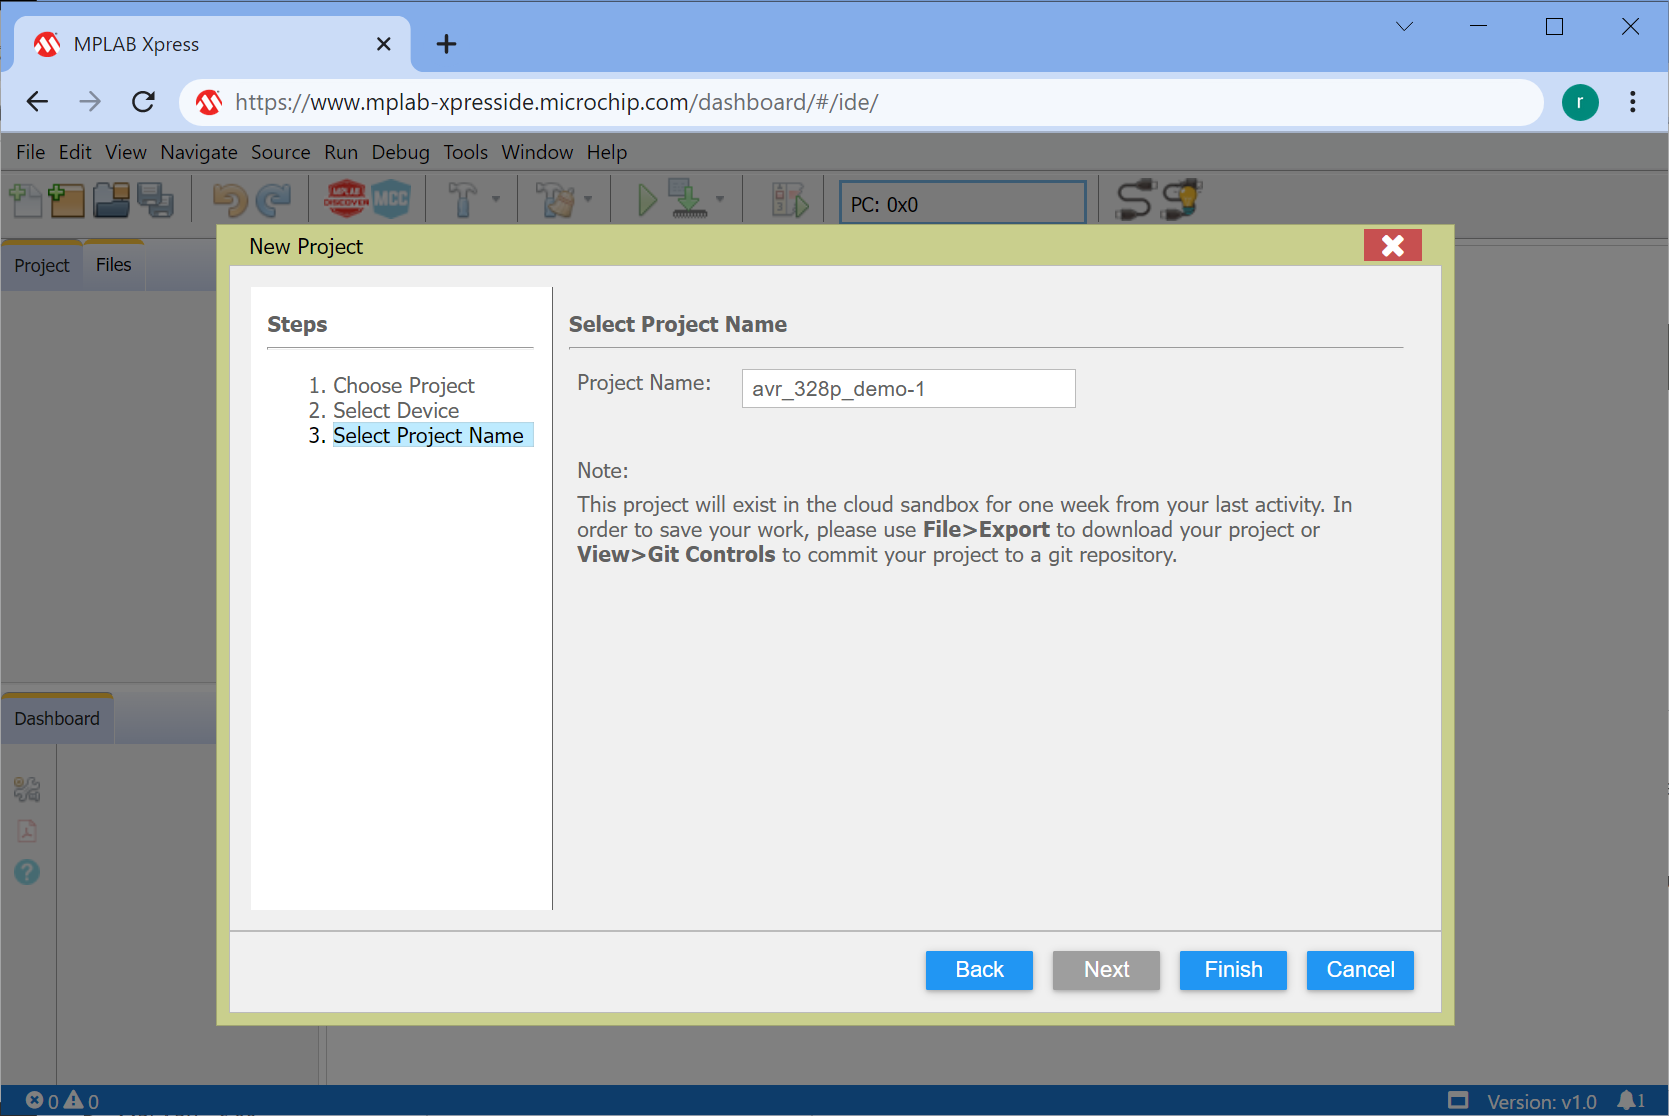 MPLAB Xpress
https://www.mplab-xpresside.microchip.com/dashboard/#/ide/
r
File Edit View Navigate Source Run Debug Tools Window Help
MPLAB DISCOVER MCC PC: 0x0
New Project
Project Files
Steps
1. Choose Project
2. Select Device
3. Select Project Name
Select Project Name
Project Name: avr_328p_demo-1
Note:
This project will exist in the cloud sandbox for one week from your last activity. In
order to save your work, please use File>Export to download your project or
View>Git Controls to commit your project to a git repository.
Dashboard
Back Next Finish Cancel
0 0 Version: v1.0 1